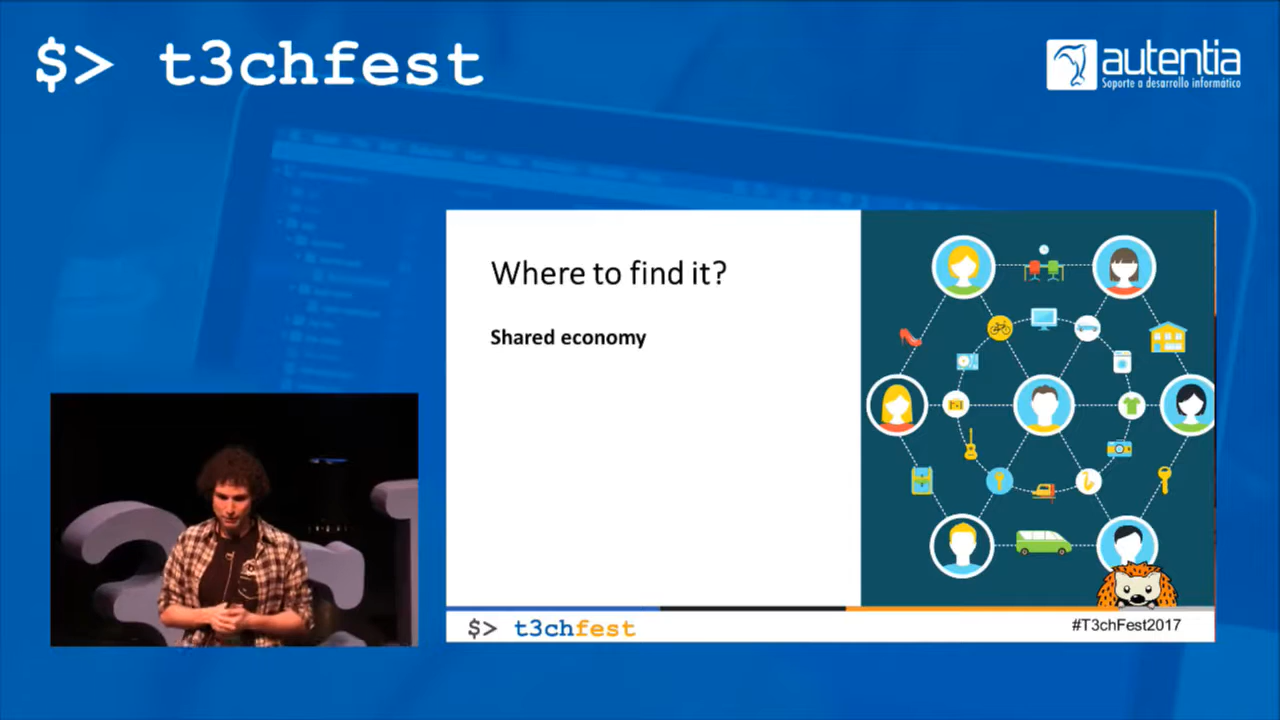 $> t3chfest
autentia
Soporte a desarrollo informático
Where to find it?
Shared economy
$> t3chfest
#T3chFest2017